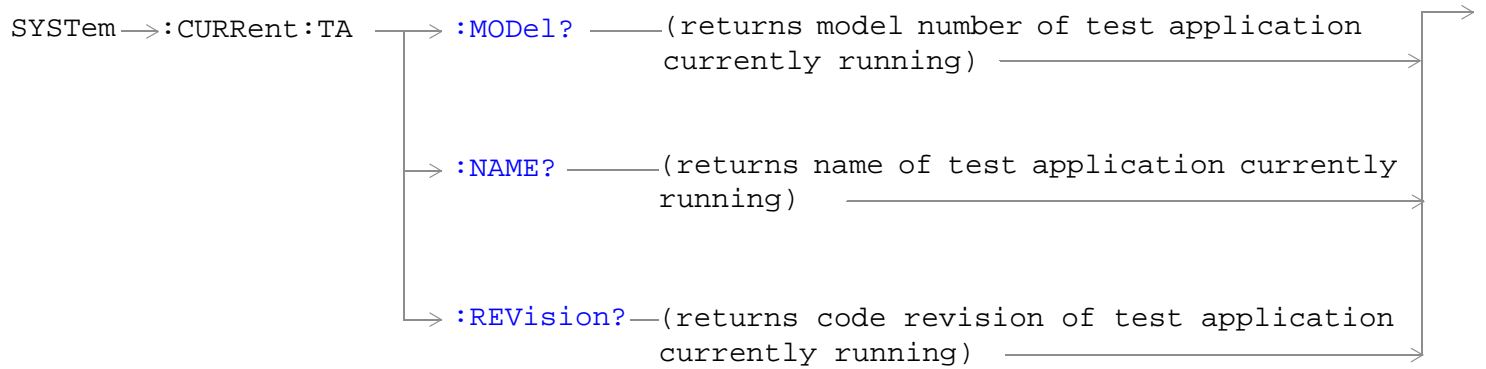 SYSTem :CURRent:TA :MODel? (returns model number of test application
currently running)
:NAME? (returns name of test application currently
running)
:REVision? (returns code revision of test application
currently running)